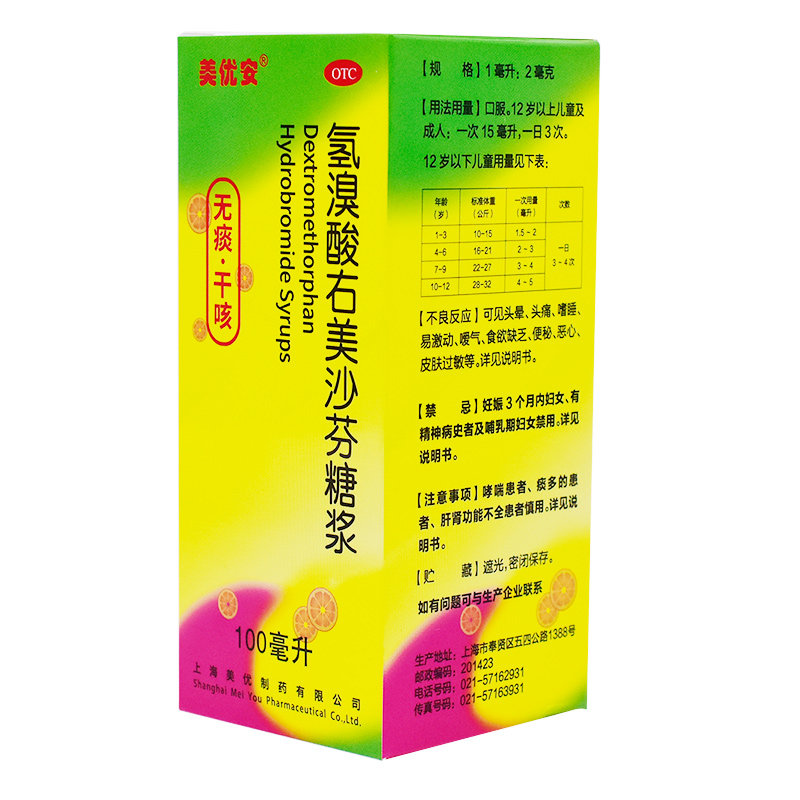 美优安®
OTC
氢溴酸右美沙芬糖浆
Dextromethorphan
Hydrobromide Syrups
无痰·干咳
100毫升
上海美优制药有限公司
Shanghai Mei You Pharmaceutical Co.,Ltd.
【规 格】1毫升:2毫克
【用法用量】口服。12岁以上儿童及
成人:一次15毫升,一日3次。
12岁以下儿童用量见下表:
年龄(岁) 标准体重(公斤) 一次用量(毫升) 次数
1-3 10-15 1.5~2
4-6 16-21 2~3 一日
7-9 22-27 3~4 3~4次
10-12 28-32 4~5
【不良反应】可见头晕、头痛、嗜睡、
易激动、嗳气、食欲缺乏、便秘、恶心、
皮肤过敏等。详见说明书。
【禁 忌】妊娠3个月内妇女、有
精神病史者及哺乳期妇女禁用。详见
说明书。
【注意事项】哮喘患者、痰多的患
者、肝肾功能不全患者慎用。详见说
明书。
【贮 藏】遮光,密闭保存。
如有问题可与生产企业联系
生产地址:上海市奉贤区五四公路1388号
邮政编码:201423
电话号码:021-57162931
传真号码:021-57163931